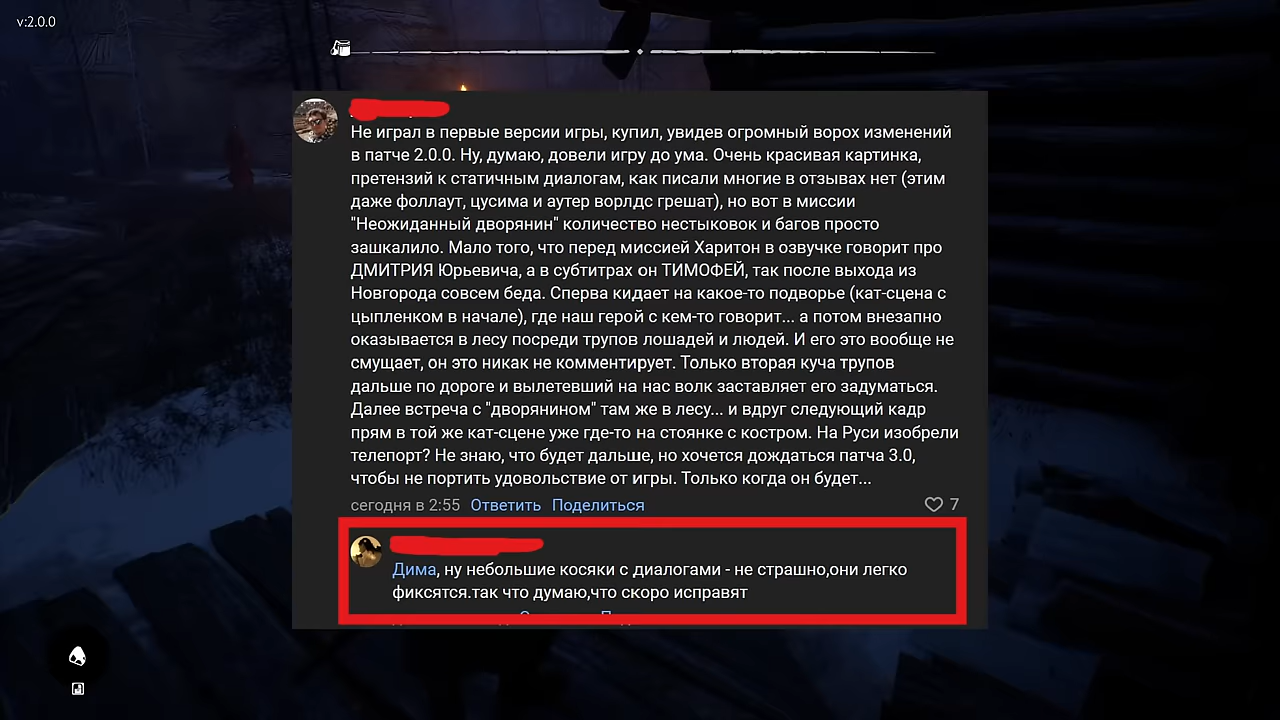 v:2.0.0
Не играл в первые версии игры, купил, увидев огромный ворох изменений
в патче 2.0.0. Ну, думаю, довели игру до ума. Очень красивая картинка,
претензий к статичным диалогам, как писали многие в отзывах нет (этим
даже фоллаут, цусима и аутер ворлдс грешат), но вот в миссии
"Неожиданный дворянин" количество нестыковок и багов просто
зашкалило. Мало того, что перед миссией Харитон в озвучке говорит про
ДМИТРИЯ Юрьевича, а в субтитрах он ТИМОФЕЙ, так после выхода из
Новгорода совсем беда. Сперва кидает на какое-то подворье (кат-сцена с
цыпленком в начале), где наш герой с кем-то говорит... а потом внезапно
оказывается в лесу посреди трупов лошадей и людей. И его это вообще не
смущает, он это никак не комментирует. Только вторая куча трупов
дальше по дороге и вылетевший на нас волк заставляет его задуматься.
Далее встреча с "дворянином" там же в лесу... и вдруг следующий кадр
прям в той же кат-сцене уже где-то на стоянке с костром. На Руси изобрели
телепорт? Не знаю, что будет дальше, но хочется дождаться патча 3.0,
чтобы не портить удовольствие от игры. Только когда он будет...
сегодня в 2:55 Ответить Поделиться 7
Дима, ну небольшие косяки с диалогами - не страшно,они легко
фиксятся.так что думаю,что скоро исправят